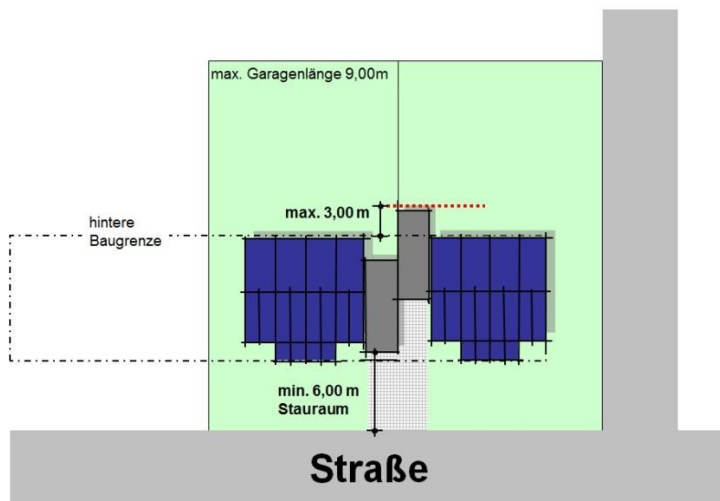 max. Garagenlänge 9,00m
max. 3,00 m
hintere
Baugrenze
min. 6,00 m
Stauraum
Straße